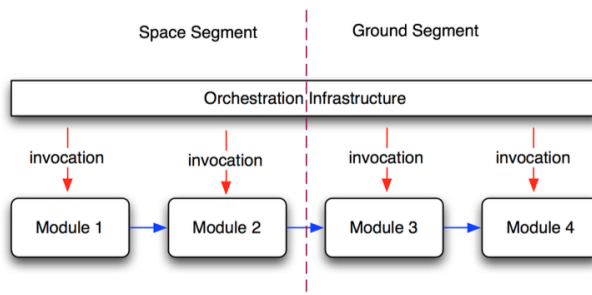 Space Segment
Ground Segment
Orchestration Infrastructure
invocation
invocation
invocation
invocation
Module 1
Module 2
Module 3
Module 4